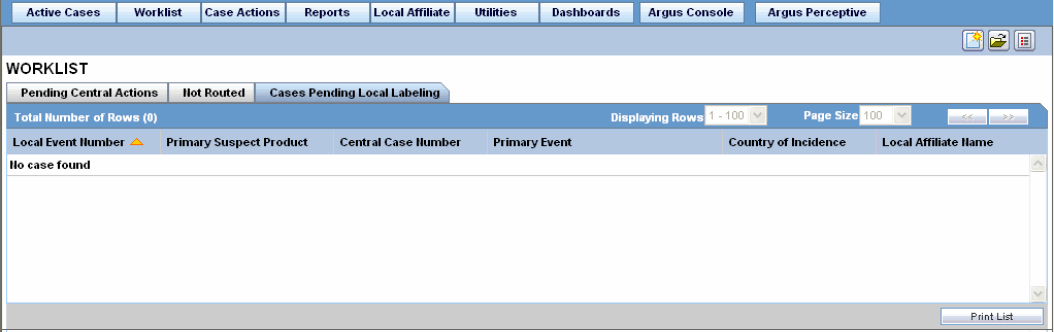 Active Cases Worklist Case Actions Reports Local Affiliate Utilities Dashboards Argus Console Argus Perceptive
WORKLIST
Pending Central Actions Not Routed Cases Pending Local Labeling
Total Number of Rows (0) Displaying Rows 1 - 100 Page Size 100 << >>
Local Event Number Primary Suspect Product Central Case Number Primary Event Country of Incidence Local Affiliate Name
No case found
Print List